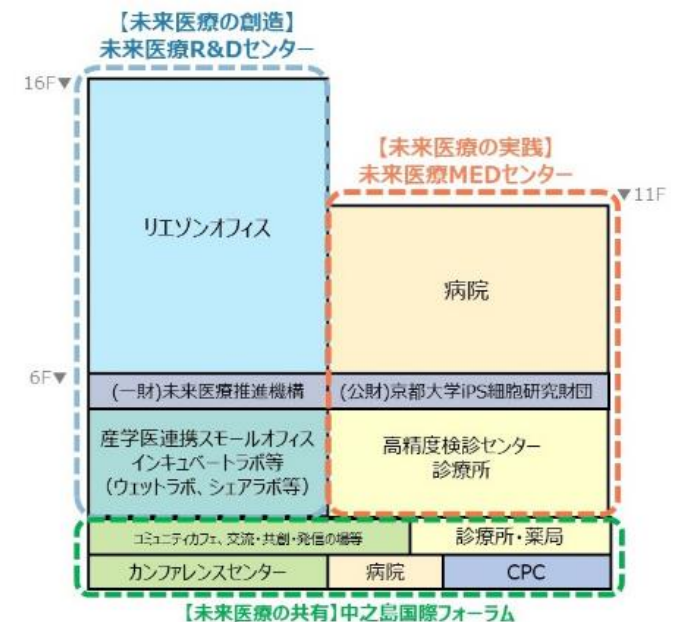 【未来医療の創造】
未来医療R&Dセンター
16F▼
【未来医療の実践】
未来医療MEDセンター
▼11F
リエゾンオフィス
病院
6F▼
(一財)未来医療推進機構
(公財)京都大学iPS細胞研究財団
産学医連携スモールオフィス
インキュベートラボ等
(ウェットラボ、シェアラボ等)
高精度検診センター
診療所
コミュニティカフェ、交流・共創・発信の場等
診療所・薬局
カンファレンスセンター
病院
CPC
【未来医療の共有】中之島国際フォーラム